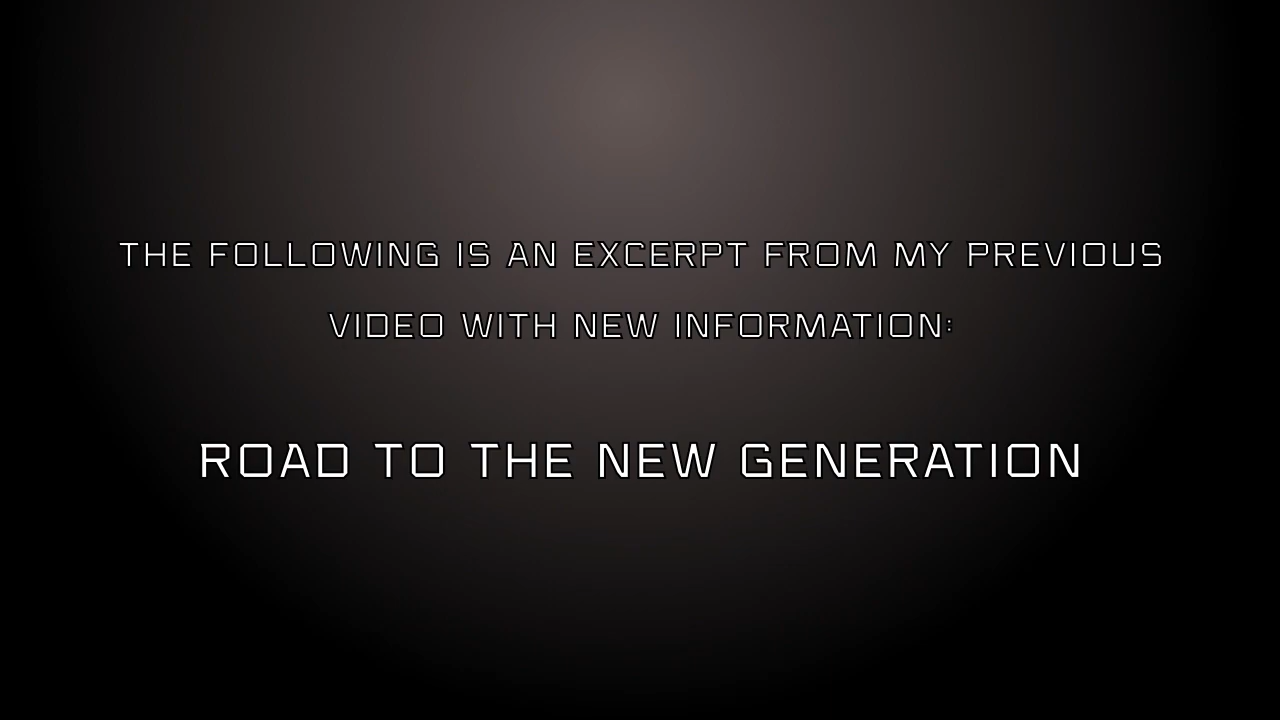 THE FOLLOWING IS AN EXCERPT FROM MY PREVIOUS
VIDEO WITH NEW INFORMATION:
ROAD TO THE NEW GENERATION